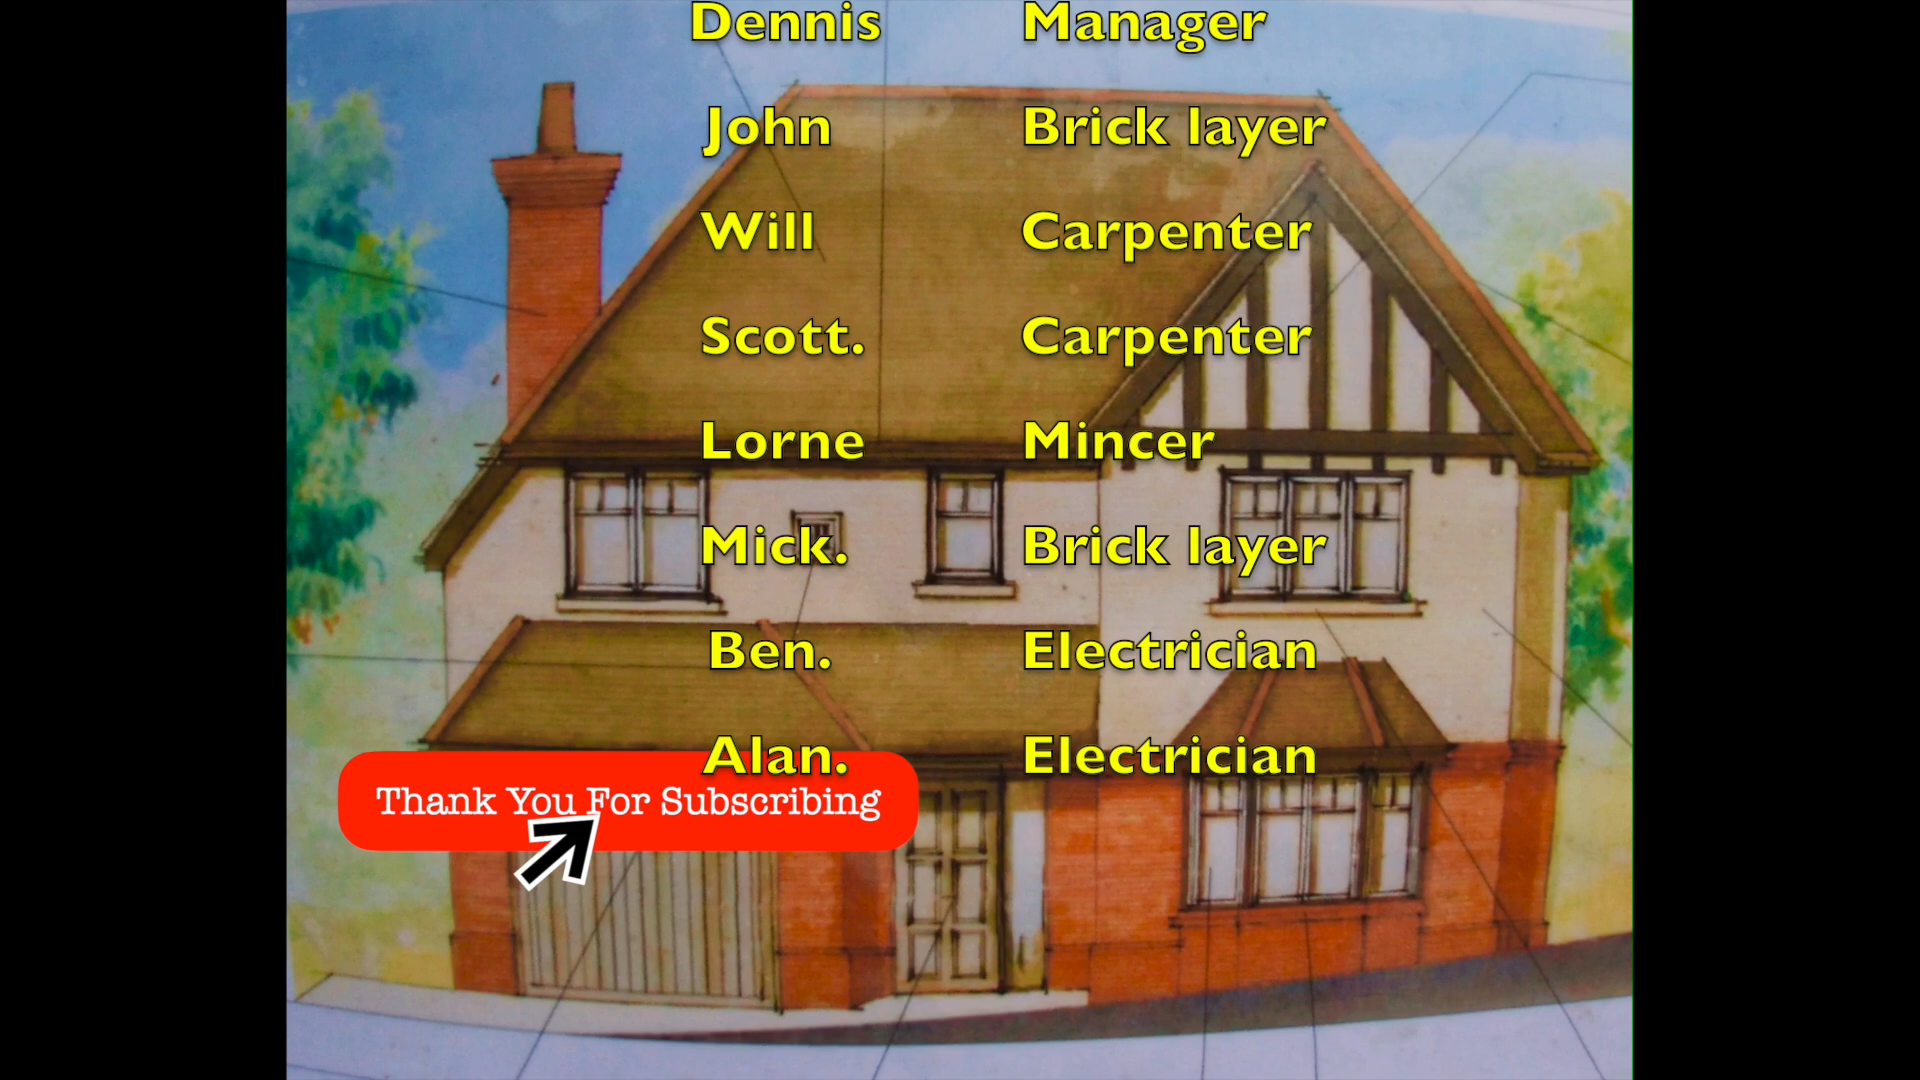 Dennis Manager
John Brick layer
Will Carpenter
Scott. Carpenter
Lorne Mincer
Mick. Brick layer
Ben. Electrician
Alan. Electrician
Thank You For Subscribing